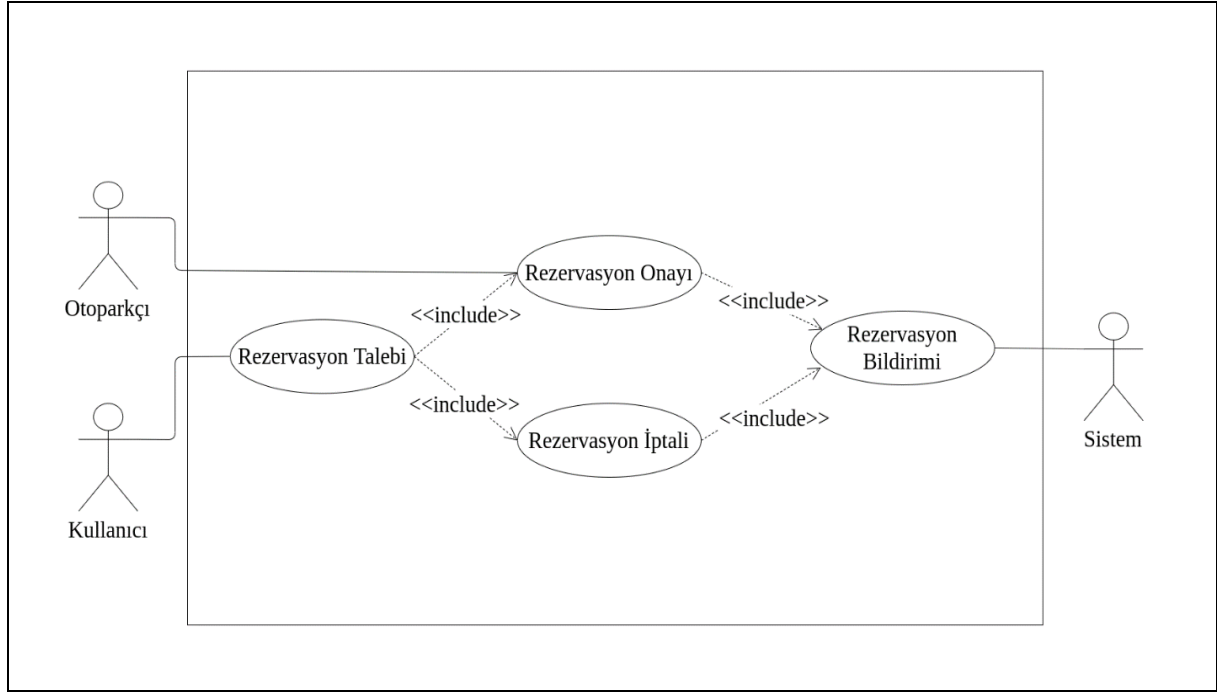 Otoparkçı
Kullanıcı
Rezervasyon Talebi
<<include>>
<<include>>
Rezervasyon Onayı
Rezervasyon İptali
<<include>>
<<include>>
Rezervasyon
Bildirimi
Sistem